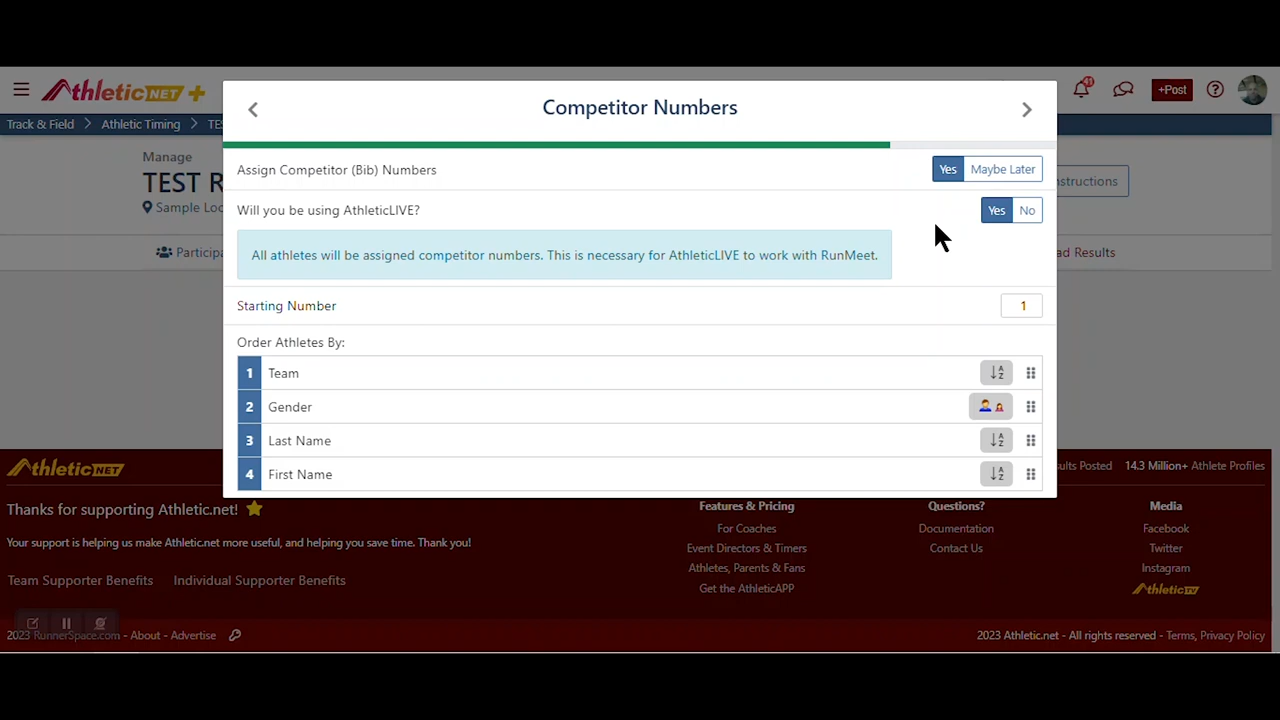 AthleticNET +
41
+Post
Track & Field > Athletic Timing > TES
Competitor Numbers
Manage
TEST R
Sample Loc
nstructions
Participa
ad Results
Assign Competitor (Bib) Numbers
Yes Maybe Later
Will you be using AthleticLIVE?
Yes No
All athletes will be assigned competitor numbers. This is necessary for AthleticLIVE to work with RunMeet.
Starting Number
1
Order Athletes By:
1 Team
2 Gender
3 Last Name
4 First Name
AthleticNET
ults Posted 14.3 Million+ Athlete Profiles
Thanks for supporting Athletic.net!
Your support is helping us make Athletic.net more useful, and helping you save time. Thank you!
Team Supporter Benefits Individual Supporter Benefits
Features & Pricing
For Coaches
Event Directors & Timers
Athletes, Parents & Fans
Get the AthleticAPP
Questions?
Documentation
Contact Us
Media
Facebook
Twitter
Instagram
AthleticTV
2023 RunnerSpace.com - About - Advertise
2023 Athletic.net - All rights reserved - Terms, Privacy Policy